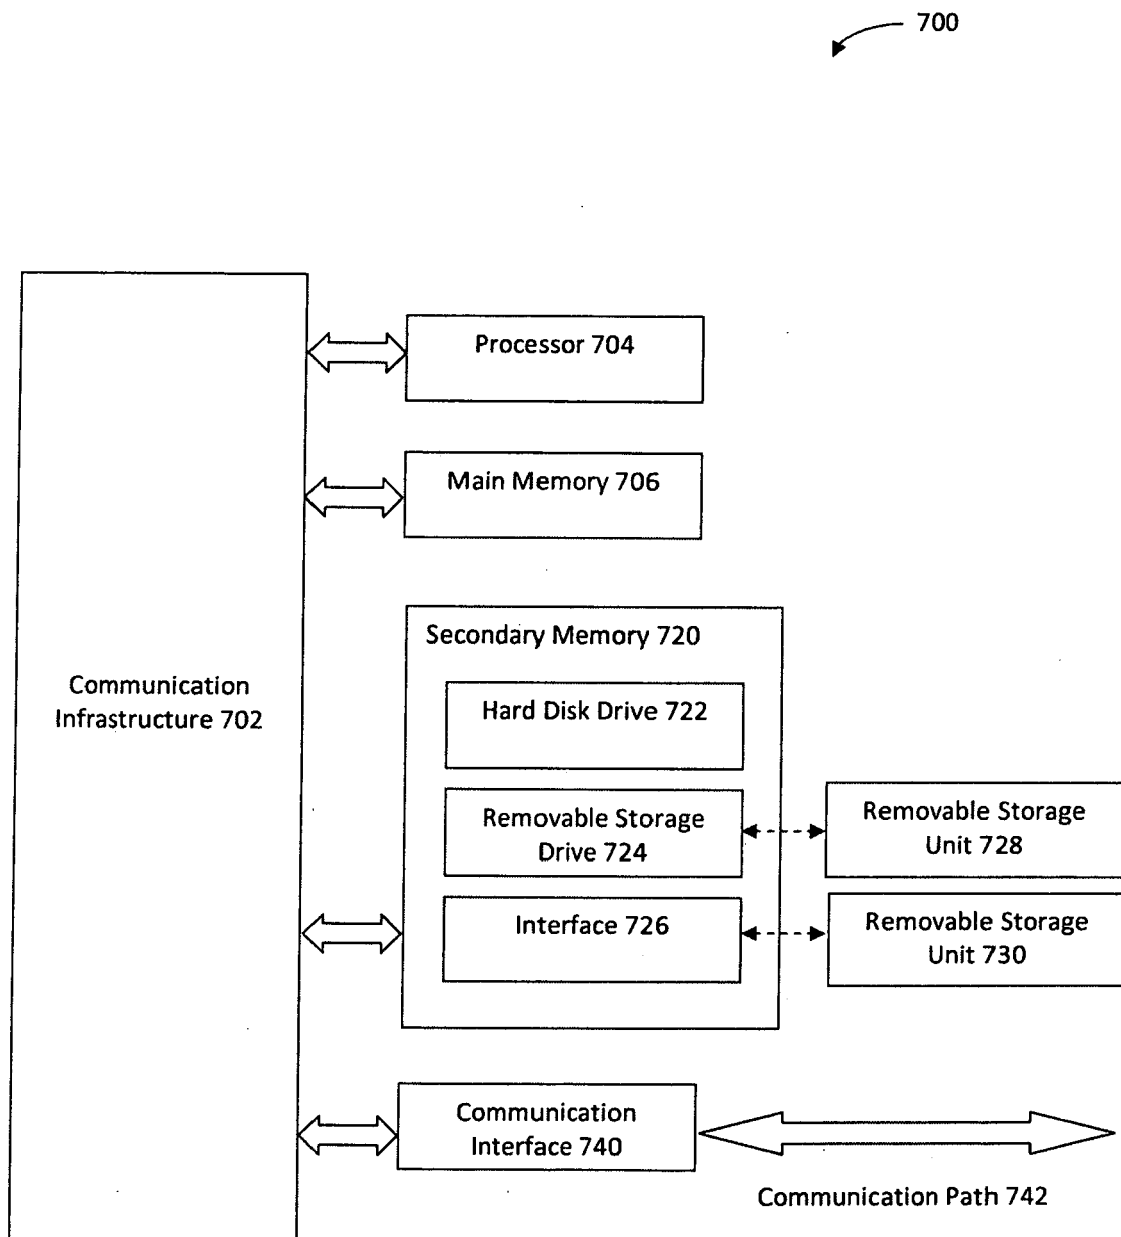 700
Processor 704
Main Memory 706
Secondary Memory 720
Communication
Infrastructure 702
Hard Disk Drive 722
Removable Storage
Drive 724
Removable Storage
Unit 728
Interface 726
Removable Storage
Unit 730
Communication
Interface 740
Communication Path 742